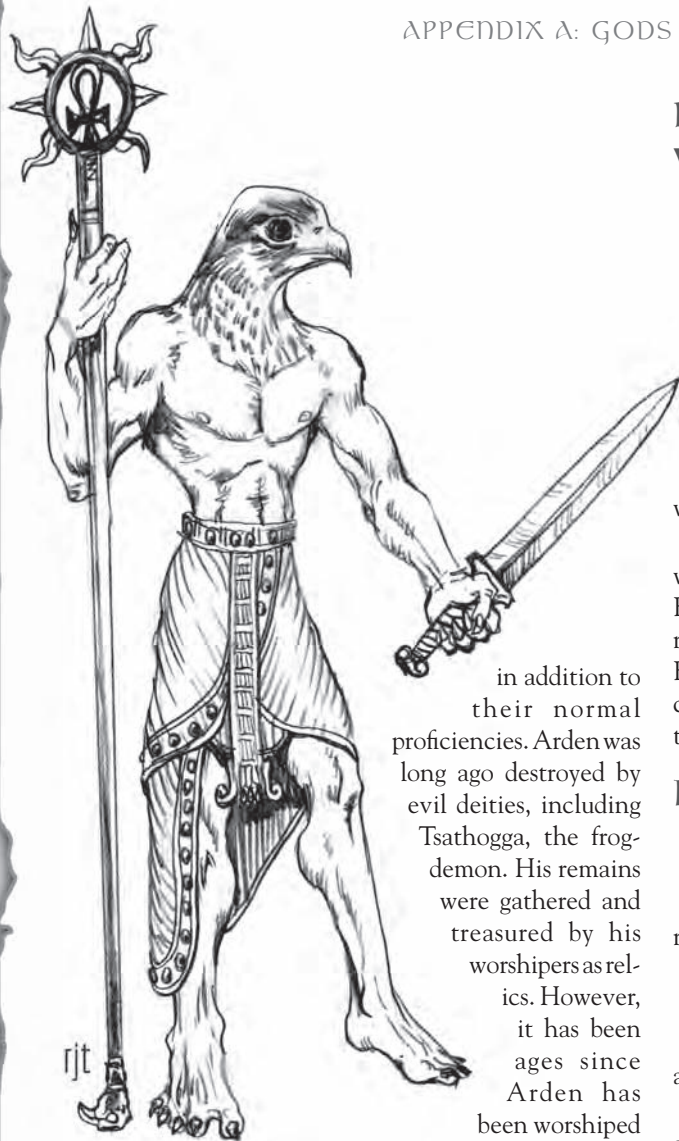 APPENDIX A: GODS
in addition to
their normal
proficiencies. Arden was
long ago destroyed by
evil deities, including
Tsathogga, the frog-
demon. His remains
were gathered and
treasured by his
worshipers as rel-
ics. However,
it has been
ages since
Arden has
been worshiped
rjt